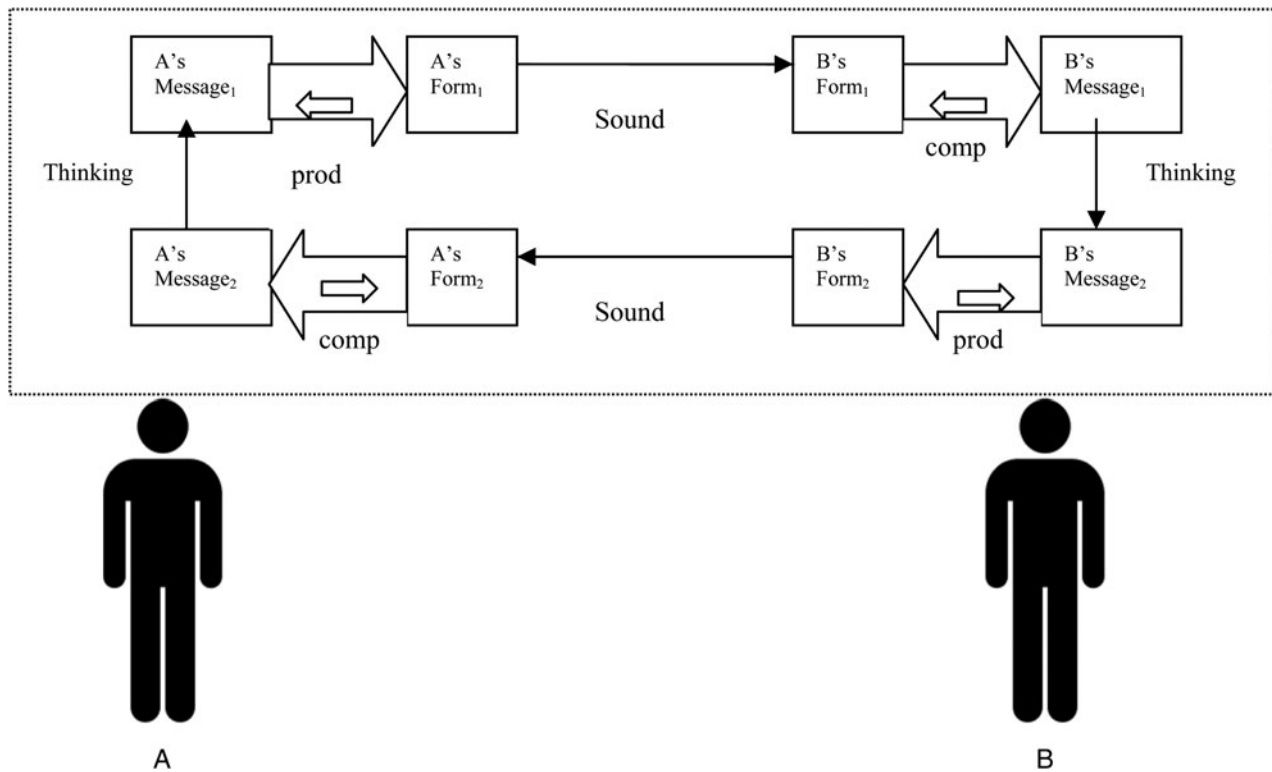 A's
Message₁
A's
Form₁
B's
Form₁
B's
Message₁
Sound
comp
Thinking
prod
Thinking
A's
Message₂
A's
Form₂
B's
Form₂
B's
Message₂
Sound
comp
prod
A
B